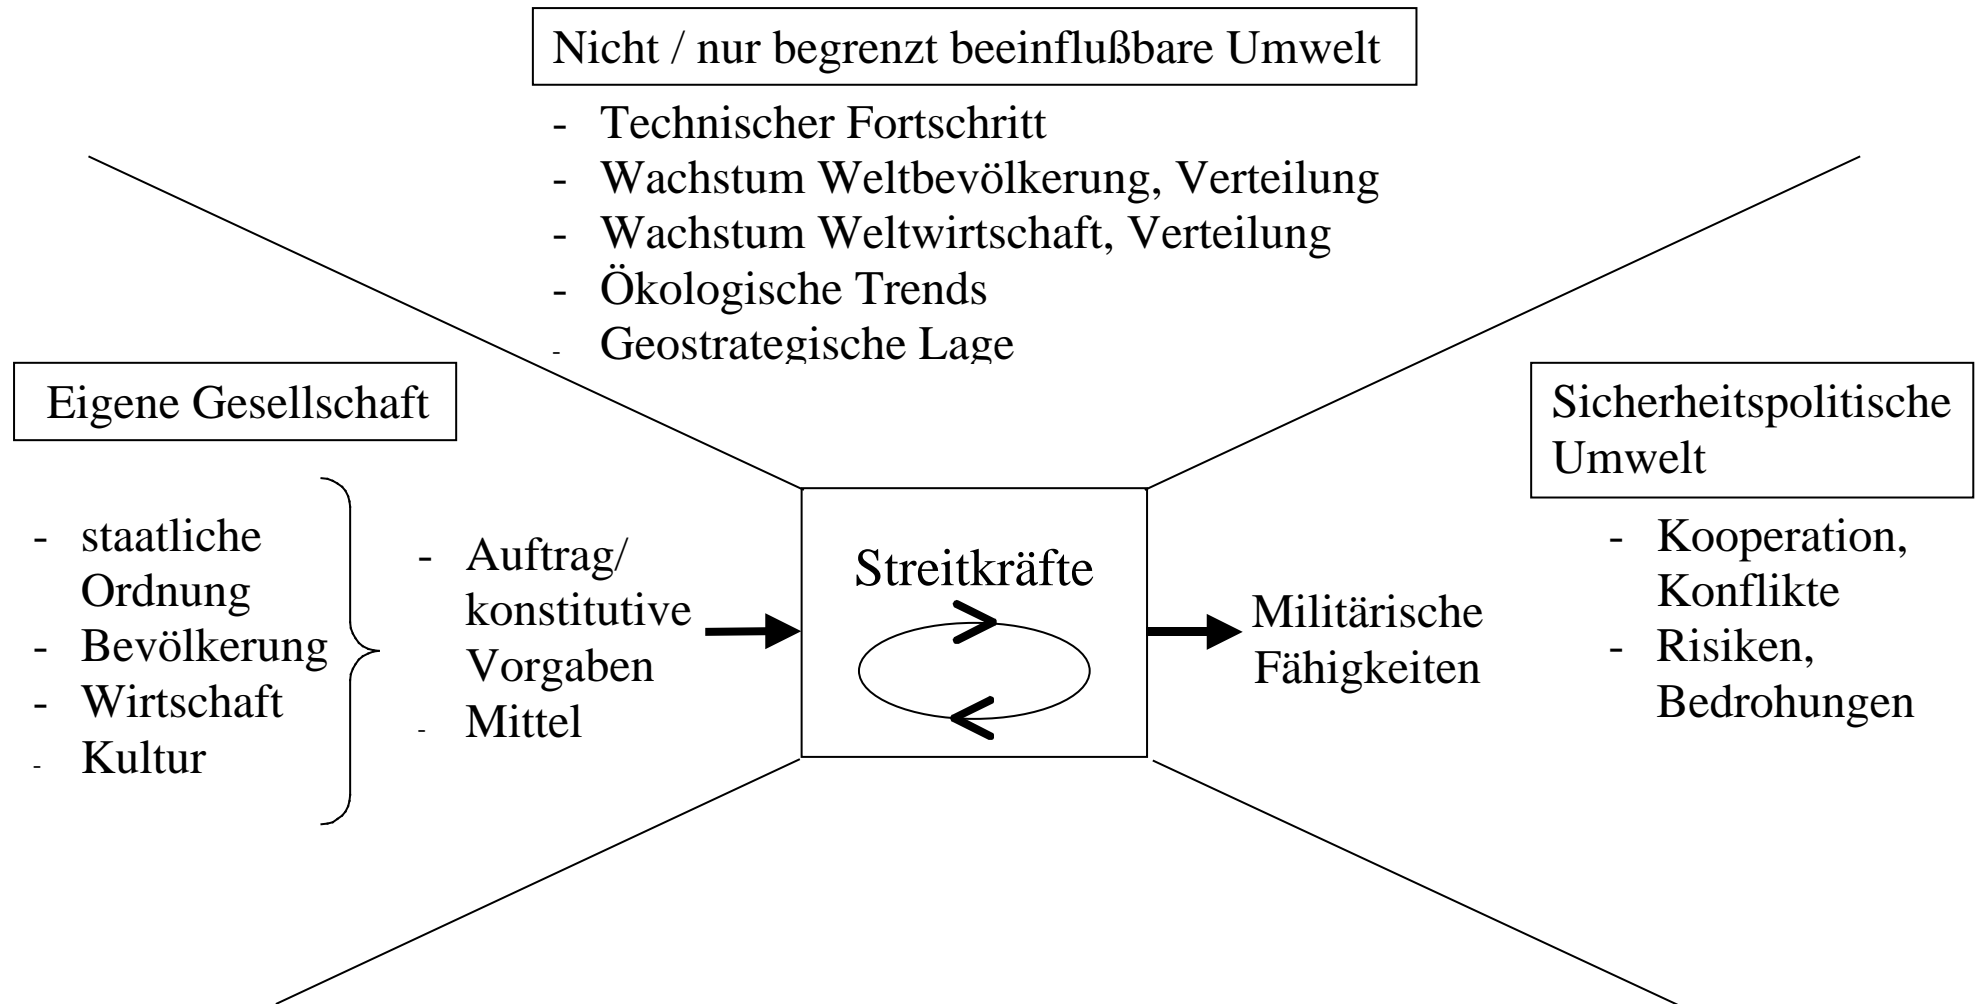 Nicht / nur begrenzt beeinflußbare Umwelt
- Technischer Fortschritt
- Wachstum Weltbevölkerung, Verteilung
- Wachstum Weltwirtschaft, Verteilung
- Ökologische Trends
- Geostrategische Lage
Eigene Gesellschaft
- staatliche
Ordnung
- Bevölkerung
- Wirtschaft
- Kultur
- Auftrag/
konstitutive
Vorgaben
- Mittel
Streitkräfte
Militärische
Fähigkeiten
Sicherheitspolitische
Umwelt
- Kooperation,
Konflikte
- Risiken,
Bedrohungen